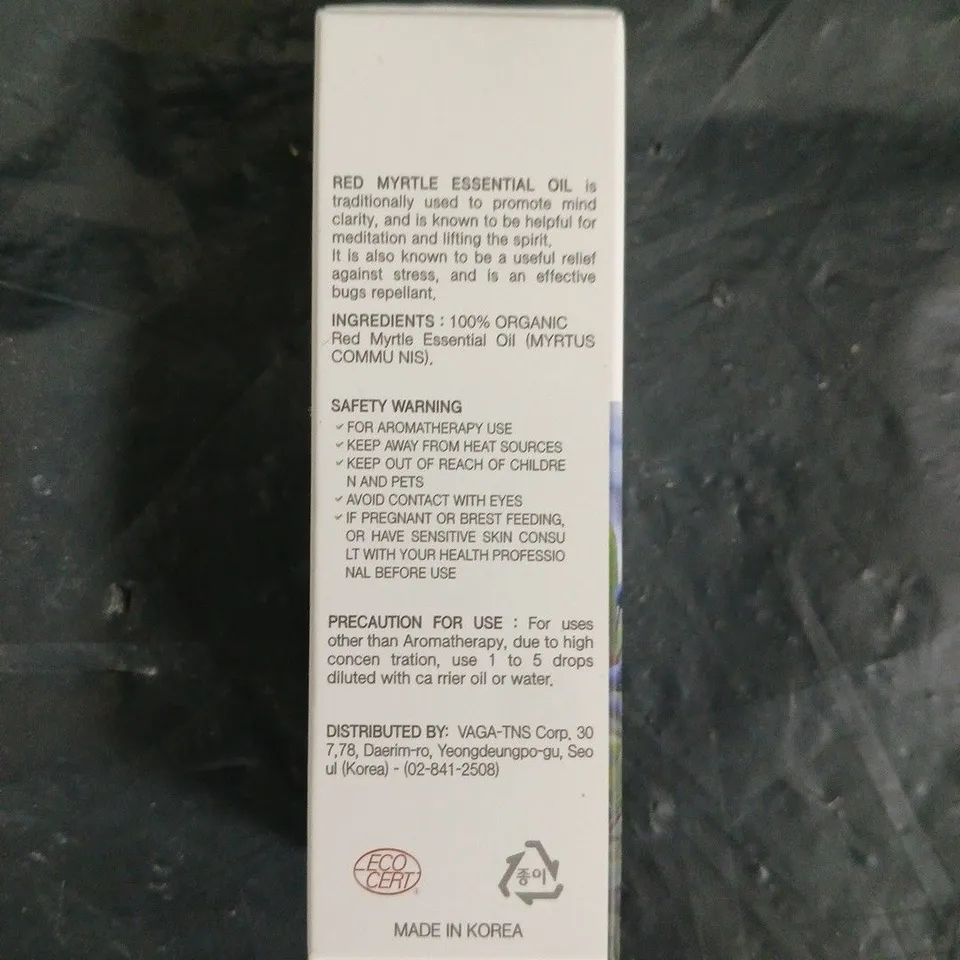 RED MYRTLE ESSENTIAL OIL is
traditionally used to promote mind
clarity, and is known to be helpful for
meditation and lifting the spirit.
It is also known to be a useful relief
against stress, and is an effective
bugs repellant.
INGREDIENTS : 100% ORGANIC
Red Myrtle Essential Oil (MYRTUS
COMMU NIS).
SAFETY WARNING
✓FOR AROMATHERAPY USE
✓KEEP AWAY FROM HEAT SOURCES
✓KEEP OUT OF REACH OF CHILDRE
N AND PETS
✓AVOID CONTACT WITH EYES
✓IF PREGNANT OR BREST FEEDING,
OR HAVE SENSITIVE SKIN CONSU
LT WITH YOUR HEALTH PROFESSIO
NAL BEFORE USE
PRECAUTION FOR USE : For uses
other than Aromatherapy, due to high
concen tration, use 1 to 5 drops
diluted with ca rrier oil or water.
DISTRIBUTED BY: VAGA-TNS Corp. 30
7,78, Daerim-ro, Yeongdeungpo-gu, Seo
ul (Korea) - (02-841-2508)
ECO
CERT
종이
MADE IN KOREA